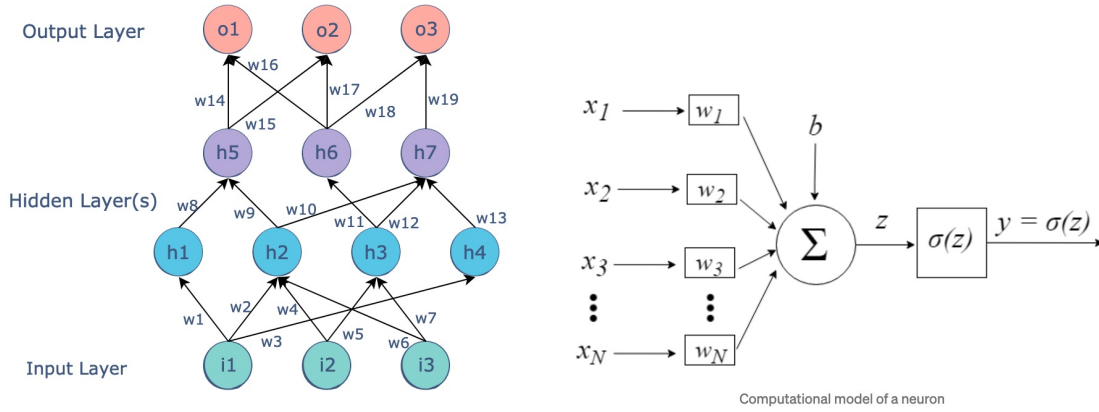 Output Layer
o1 o2 o3
w16
w14 w17 w19
w15 w18
h5 h6 h7
Hidden Layer(s)
w8 w9 w10 w11 w12 w13
h1 h2 h3 h4
w2 w4 w7
w1 w3 w5 w6
Input Layer
i1 i2 i3
x1 w1
b
x2 w2
Σ z σ(z) y = σ(z)
x3 w3
xN wN
Computational model of a neuron